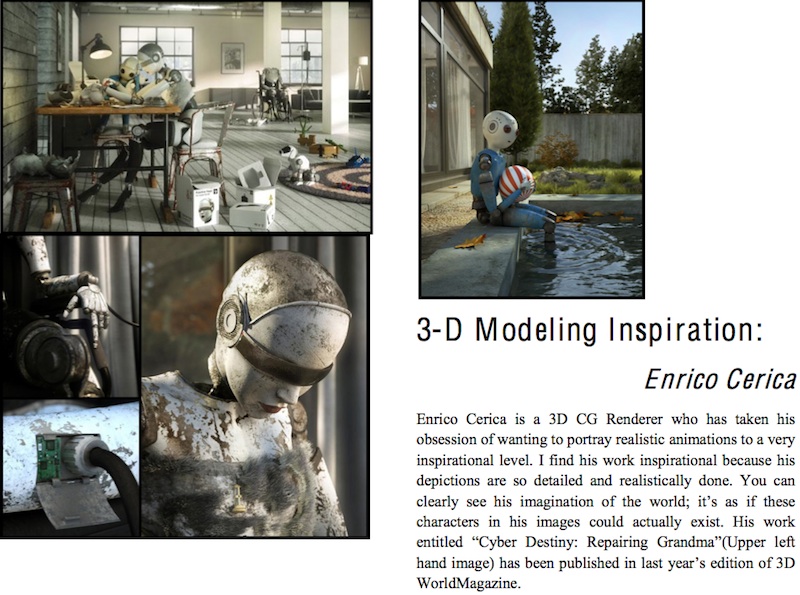 3-D Modeling Inspiration:
Enrico Cerica
Enrico Cerica is a 3D CG Renderer who has taken his
obsession of wanting to portray realistic animations to a very
inspirational level. I find his work inspirational because his
depictions are so detailed and realistically done. You can
clearly see his imagination of the world; it's as if these
characters in his images could actually exist. His work
entitled “Cyber Destiny: Repairing Grandma”(Upper left
hand image) has been published in last year's edition of 3D
WorldMagazine.